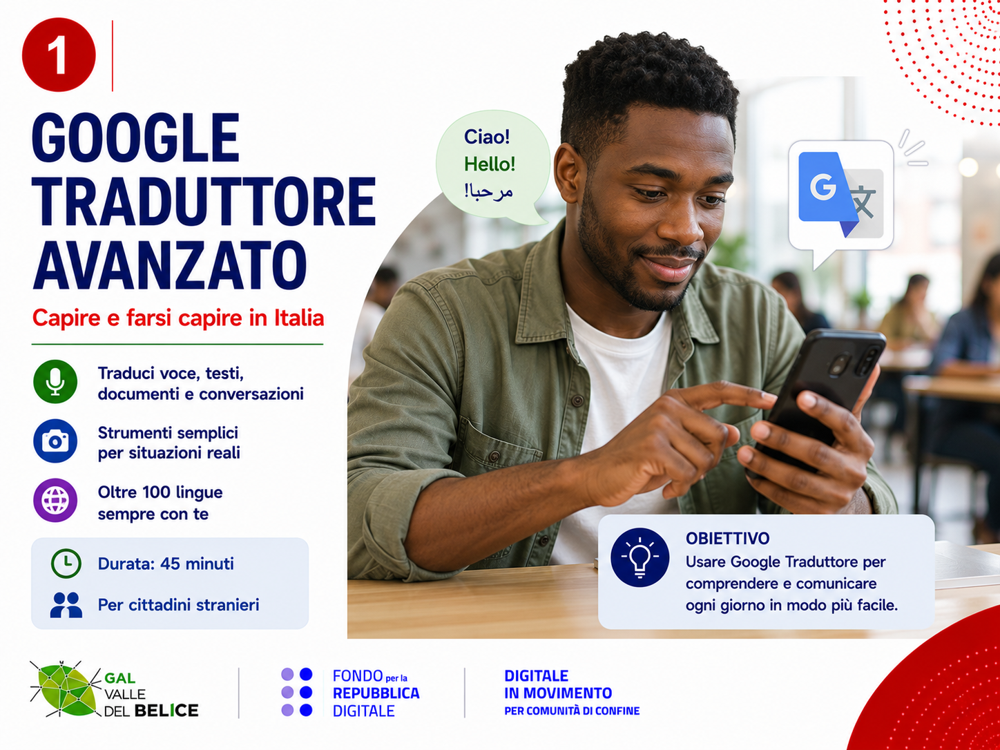 1
GOOGLE
TRADUTTORE
AVANZATO
Capire e farsi capire in Italia
Traduci voce, testi,
documenti e conversazioni
Strumenti semplici
per situazioni reali
Oltre 100 lingue
sempre con te
Durata: 45 minuti
Per cittadini stranieri
Ciao!
Hello!
مرحبا!
G 文
OBIETTIVO
Usare Google Traduttore per
comprendere e comunicare
ogni giorno in modo più facile.
GAL
VALLE
DEL BELICE
FONDO per la
REPUBBLICA
DIGITALE
DIGITALE
IN MOVIMENTO
PER COMUNITÀ DI CONFINE